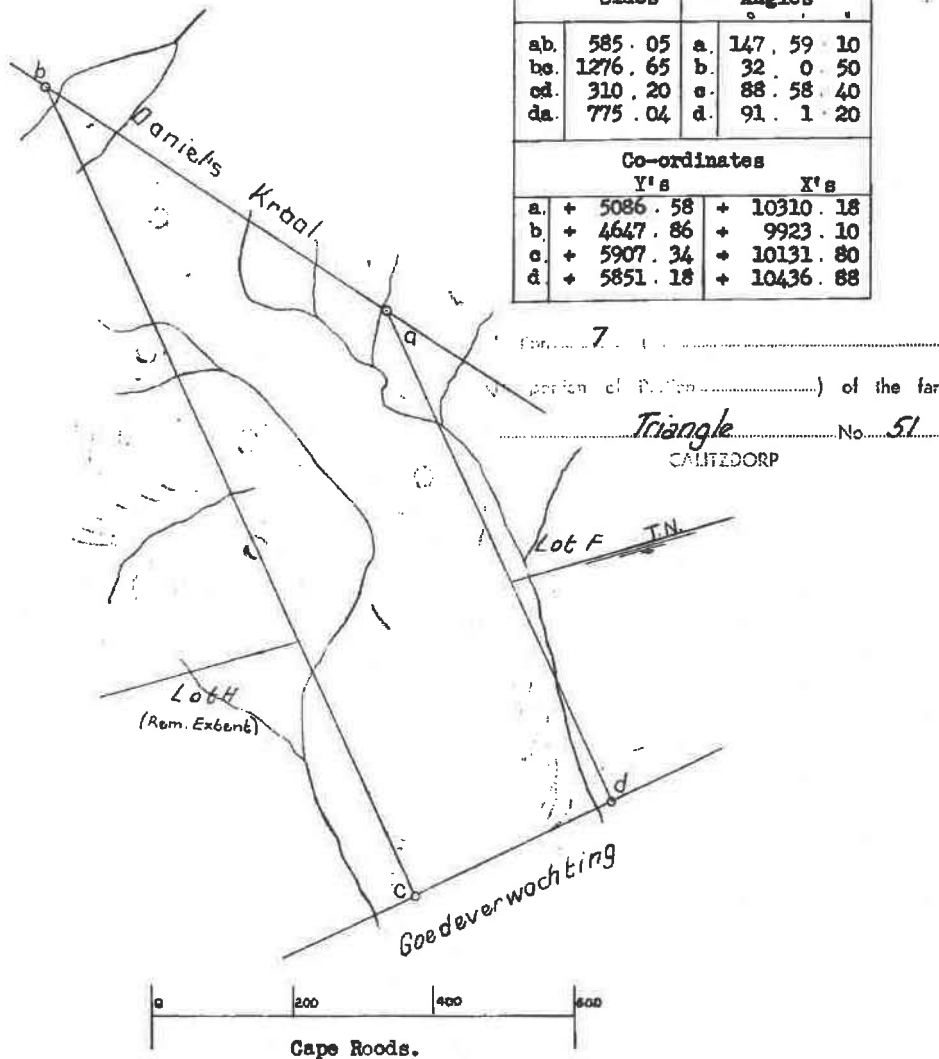 Sides Angles
° ' "
ab. 585.05 a. 147. 59 10
bc. 1276.65 b. 32 0 50
cd. 310.20 c. 88. 58 40
da. 775.04 d. 91. 1 20
Co-ordinates
Y's X's
a. + 5086.58 + 10310.18
b. + 4647.86 + 9923.10
c. + 5907.34 + 10131.80
d. + 5851.18 + 10436.88
7 (
portion of ) of the far
Triangle No 51
CALITZDORP
b
Daniel's Kraal
a
Lot F
T.N.
Lot H
(Rem. Extent)
d
c
Goedeverwachting
0 200 400 600
Cape Roods.